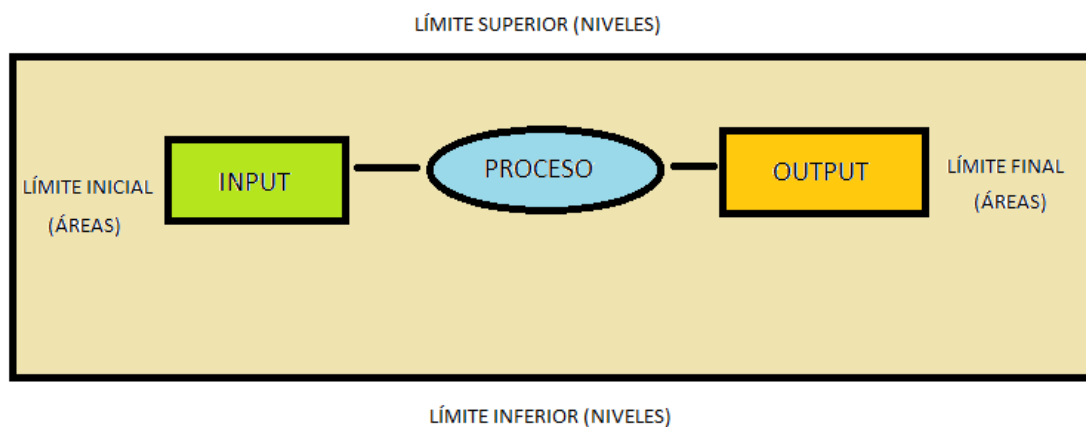 LÍMITE SUPERIOR (NIVELES)
LÍMITE INICIAL
(ÁREAS)
INPUT
PROCESO
OUTPUT
LÍMITE FINAL
(ÁREAS)
LÍMITE INFERIOR (NIVELES)